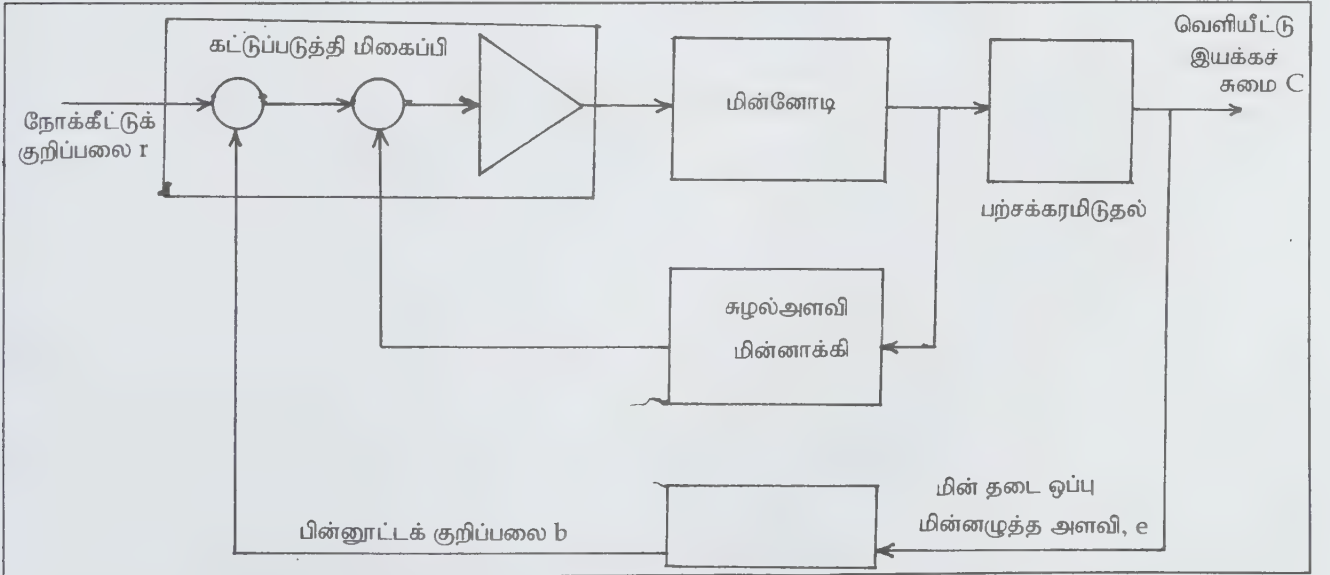 வெளியீட்டு
இயக்கச்
சுமை C
கட்டுப்படுத்தி மிகைப்பி
மின்னோடி
நோக்கீட்டுக்
குறிப்பலை r
பற்சக்கரமிடுதல்
சுழல்அளவி
மின்னாக்கி
மின் தடை ஒப்பு
மின்னழுத்த அளவி, e
பின்னூட்டக் குறிப்பலை b